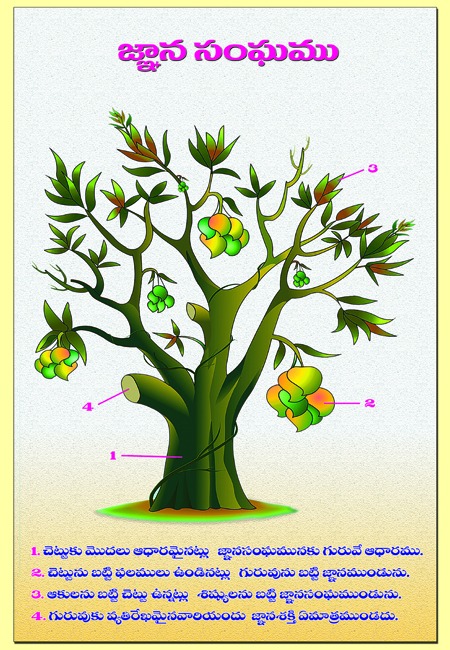 జ్ఞాన సంఘము
3
4
2
1
1. చెట్టుకు మొదలు ఆధారమైనట్లు జ్ఞానసంఘమునకు గురువే ఆధారము.
2. చెట్టును బట్టి ఫలములు ఉండినట్లు గురువును బట్టి జ్ఞానముండును.
3. ఆకులను బట్టి చెట్టు ఉన్నట్లు శిష్యులను బట్టి జ్ఞానసంఘముండును.
4. గురువుకు వ్యతిరేఖమైనవారియందు జ్ఞానశక్తి ఏమాత్రముండదు.